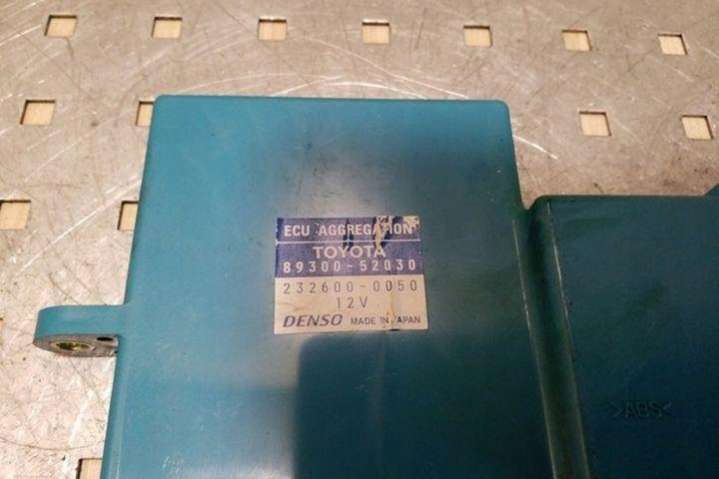 ECU AGGREGATION
TOYOTA
89300-52030
232600-0050
12V
DENSO MADE IN JAPAN
>ABS<